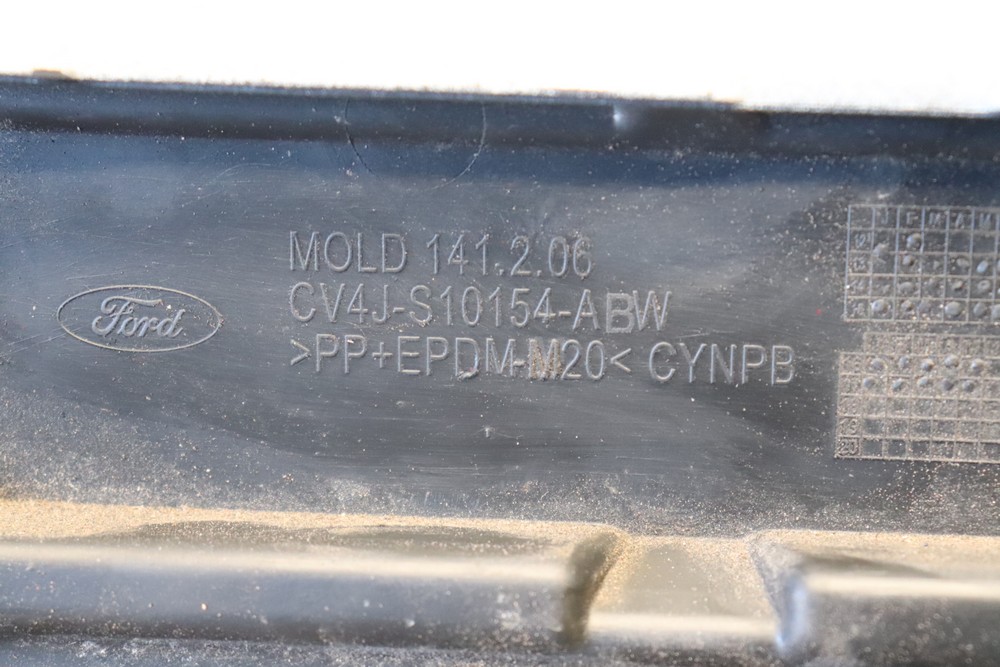 Ford
MOLD 141.2.06
CV4J-S10154-ABW
>PP+EPDM-M20< CYNPB
F M A M